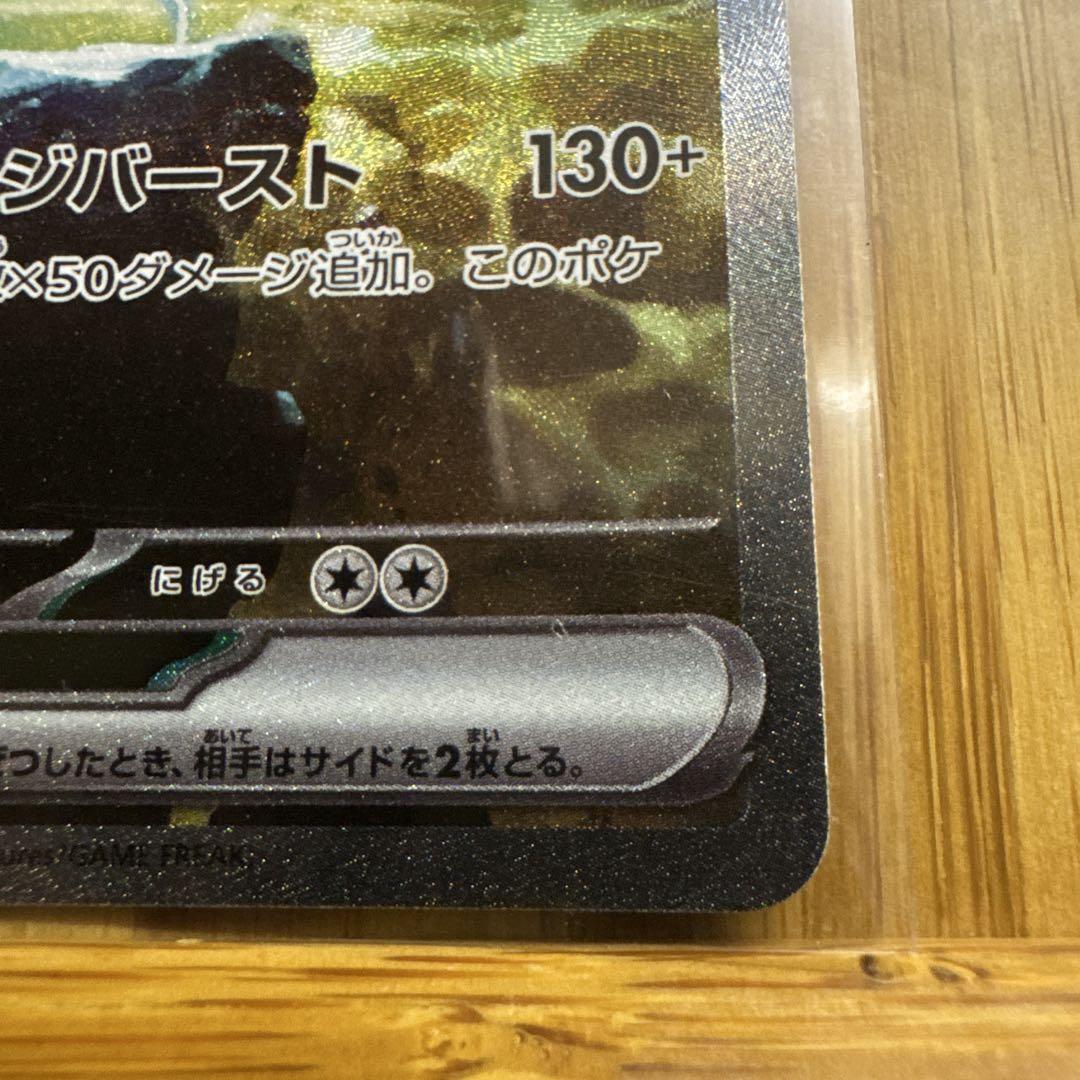 ジバースト 130+
ついか
×50ダメージ追加。このポケ
にげる
あいて まい
つしたとき、相手はサイドを2枚とる。
ures/GAME FREAK